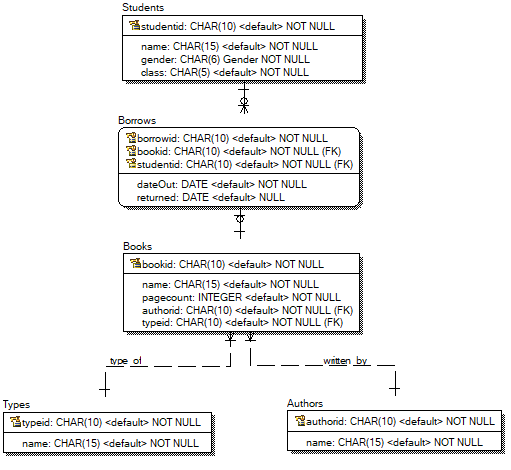 Students
studentid: CHAR(10) <default> NOT NULL
name: CHAR(15) <default> NOT NULL
gender: CHAR(6) Gender NOT NULL
class: CHAR(5) <default> NOT NULL
Borrows
borrowid: CHAR(10) <default> NOT NULL
bookid: CHAR(10) <default> NOT NULL (FK)
studentid: CHAR(10) <default> NOT NULL (FK)
dateOut: DATE <default> NOT NULL
returned: DATE <default> NULL
Books
bookid: CHAR(10) <default> NOT NULL
name: CHAR(15) <default> NOT NULL
pagecount: INTEGER <default> NOT NULL
authorid: CHAR(10) <default> NOT NULL (FK)
typeid: CHAR(10) <default> NOT NULL (FK)
type_of
written_by
Types
typeid: CHAR(10) <default> NOT NULL
name: CHAR(15) <default> NOT NULL
Authors
authorid: CHAR(10) <default> NOT NULL
name: CHAR(15) <default> NOT NULL